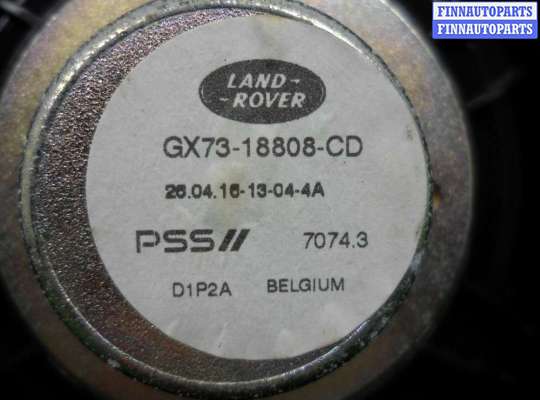 FINNAUTOPARTS
FINNAUTOPARTS
LAND-
-ROVER
GX73-18808-CD
26.04.16-13-04-4A
PSS//
7074.3
D1P2A BELGIUM